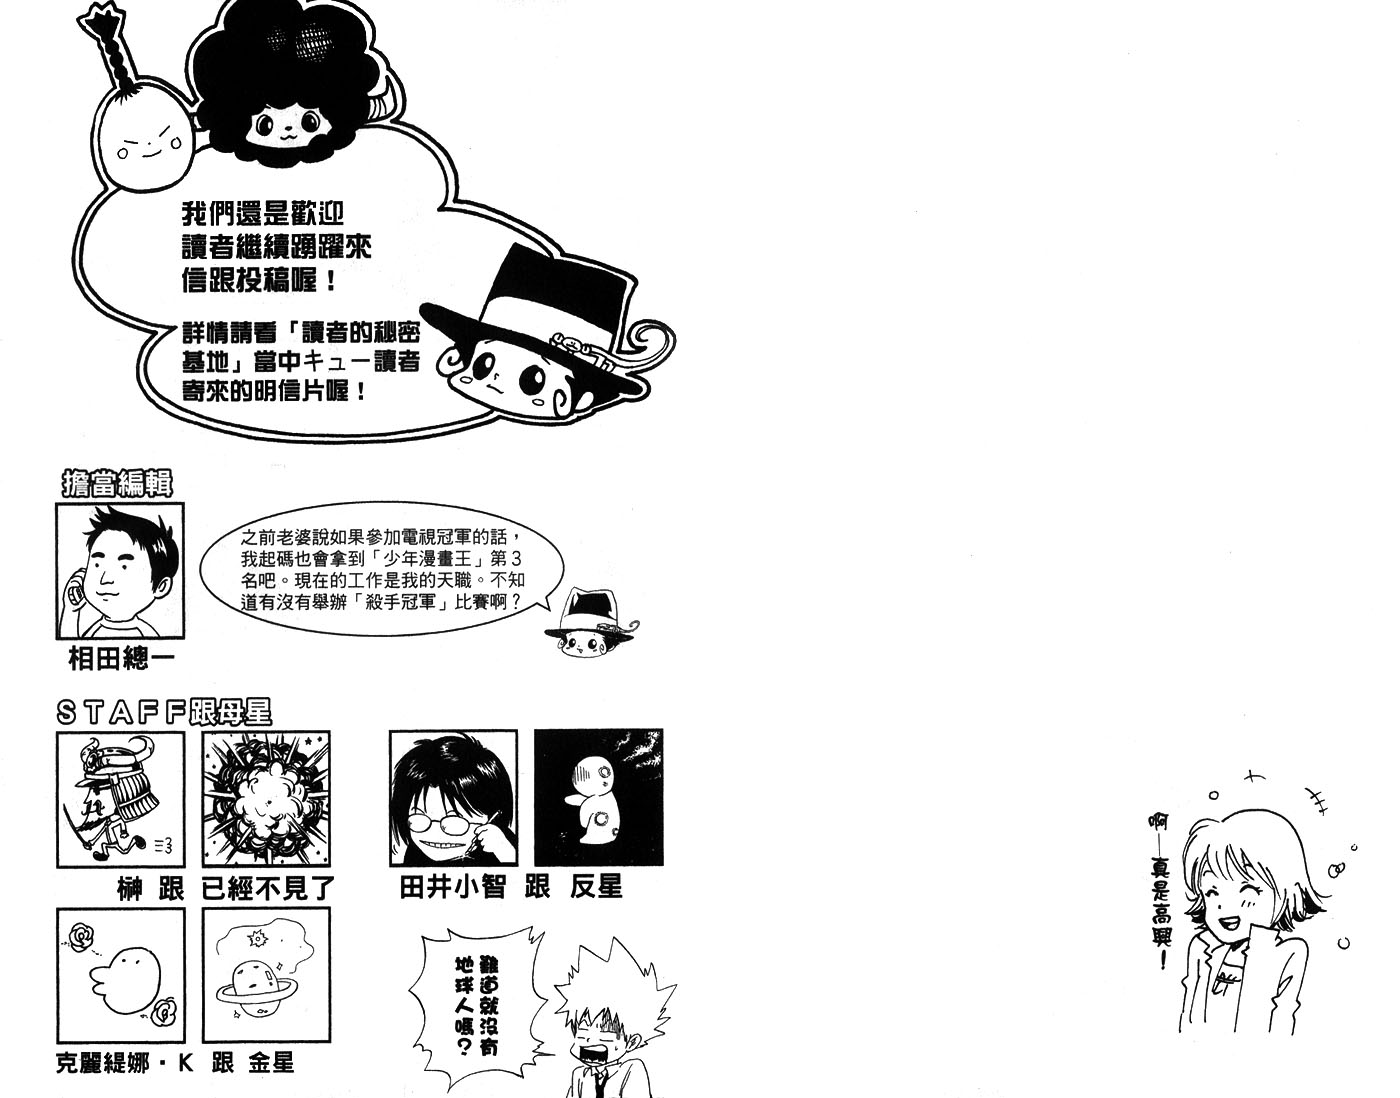 我們還是歡迎
讀者繼續踴躍來
信跟投稿喔！
詳情請看「讀者的秘密
基地」當中キュー讀者
寄來的明信片喔！
擔當編輯
之前老婆說如果參加電視冠軍的話，
我起碼也會拿到「少年漫畫王」第３
名吧。現在的工作是我的天職。不知
道有沒有舉辦「殺手冠軍」比賽啊？
相田總一
ＳＴＡＦＦ跟母星
榊 跟 已經不見了
田井小智 跟 反星
克麗緹娜・Ｋ 跟 金星
難道就沒有
地球人嗎？
啊─真是高興！